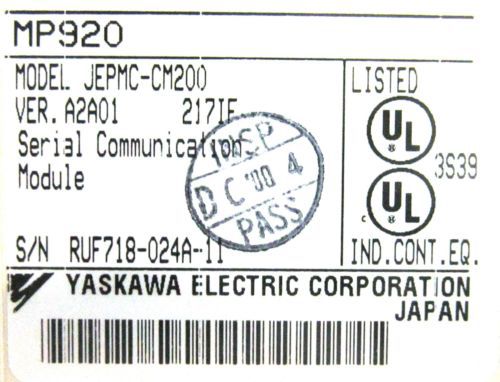 MP920
MODEL JEPMC-CM200
VER. A2A01 217IF
Serial Communication
Module
S/N RUF718-024A-11
INSP
D C '00 4
PASS
LISTED
UL
®
3S39
C UL
®
IND.CONT.EQ.
YASKAWA ELECTRIC CORPORATION
JAPAN